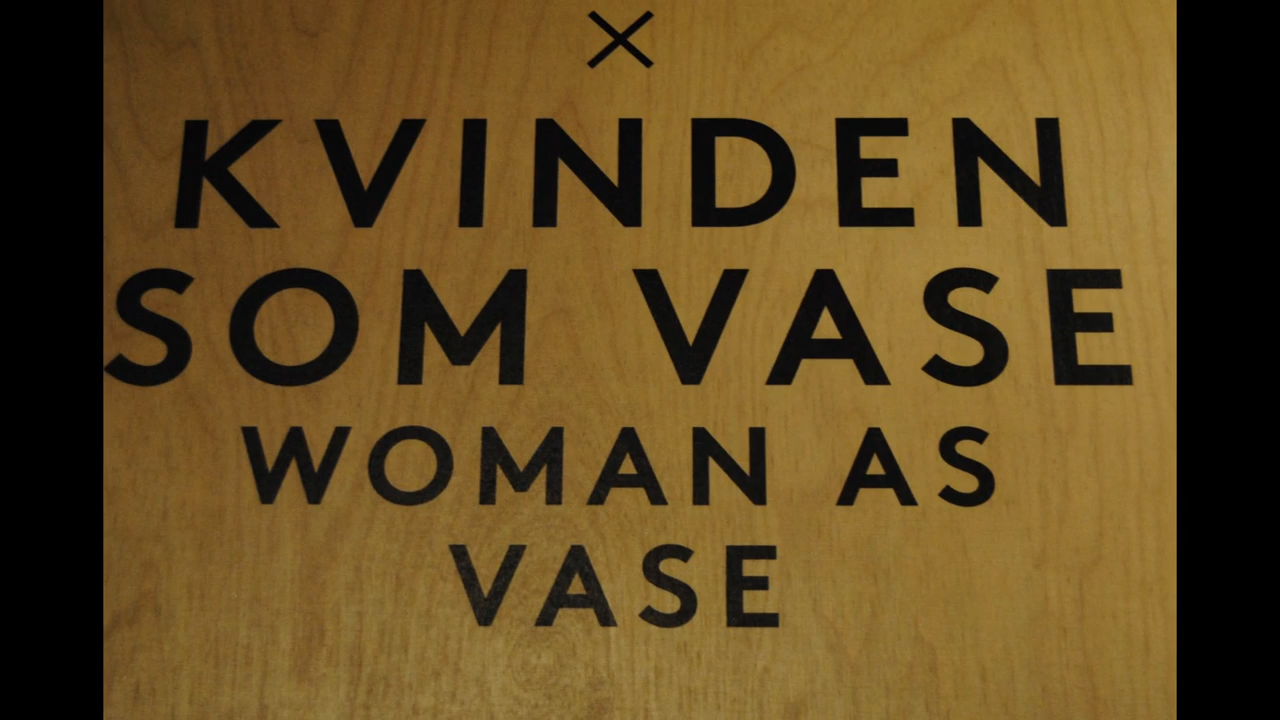 ×
KVINDEN
SOM VASE
WOMAN AS
VASE